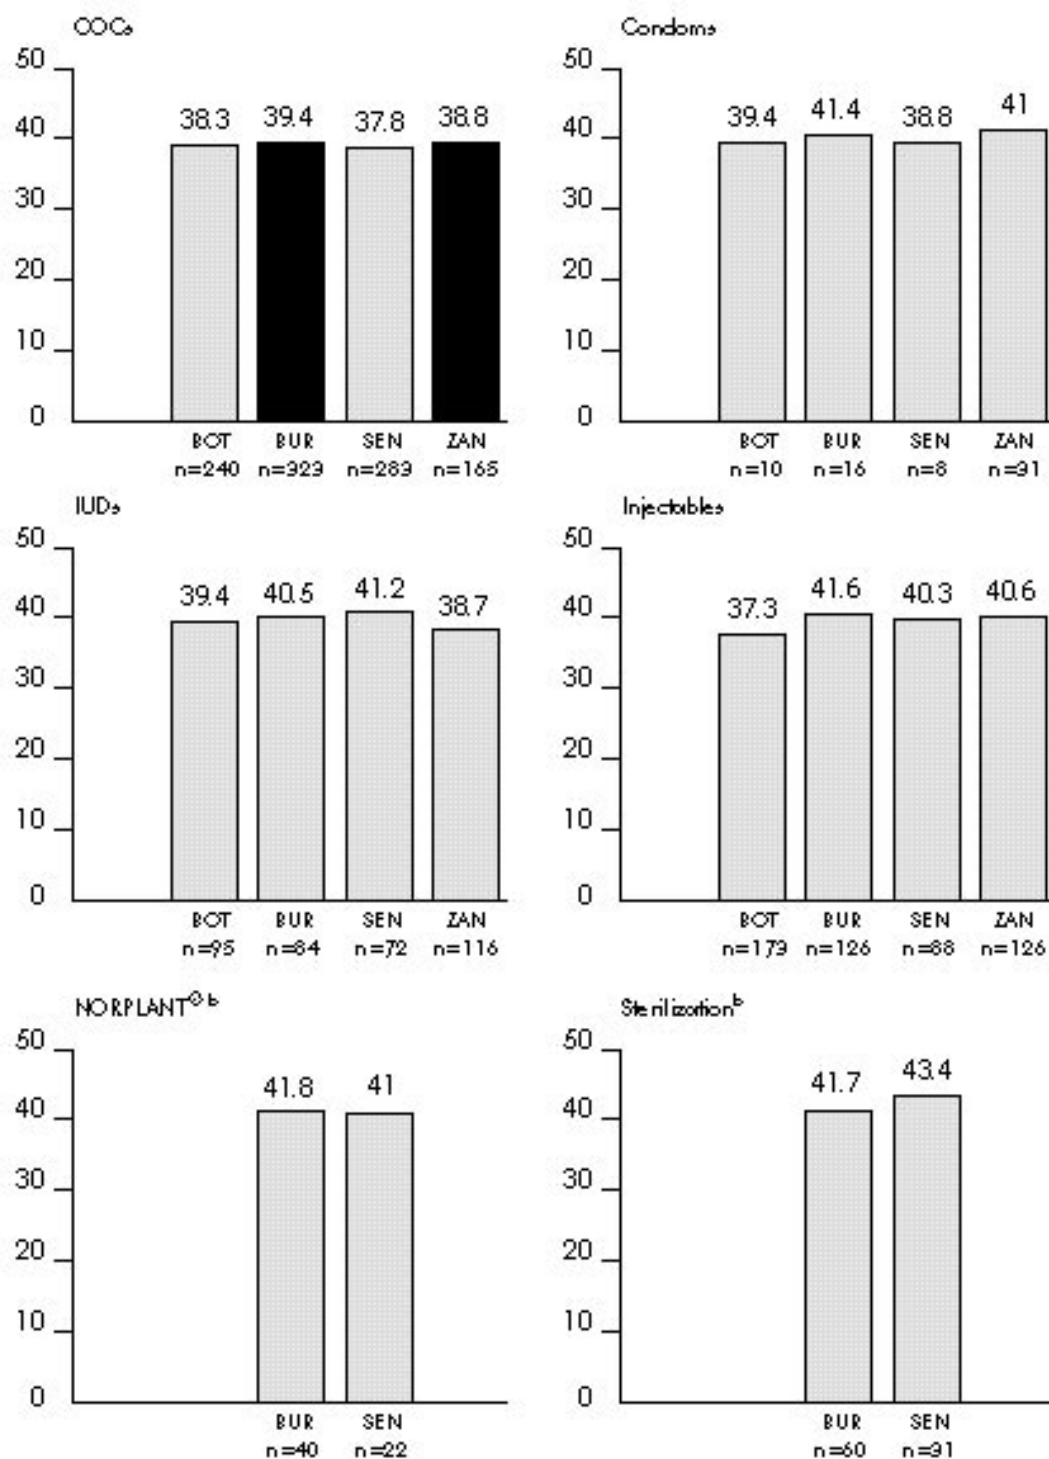 COCs
50
40
30
20
10
0
38.3 39.4 37.8 38.8
BOT BUR SEN ZAN
n=240 n=323 n=283 n=165
Condoms
50
40
30
20
10
0
39.4 41.4 38.8 41
BOT BUR SEN ZAN
n=10 n=16 n=8 n=31
IUDs
50
40
30
20
10
0
39.4 40.5 41.2 38.7
BOT BUR SEN ZAN
n=95 n=84 n=72 n=116
Injectables
50
40
30
20
10
0
37.3 41.6 40.3 40.6
BOT BUR SEN ZAN
n=173 n=126 n=88 n=126
NORPLANT® b
50
40
30
20
10
0
41.8 41
BUR SEN
n=40 n=22
Sterilization b
50
40
30
20
10
0
41.7 43.4
BUR SEN
n=60 n=31